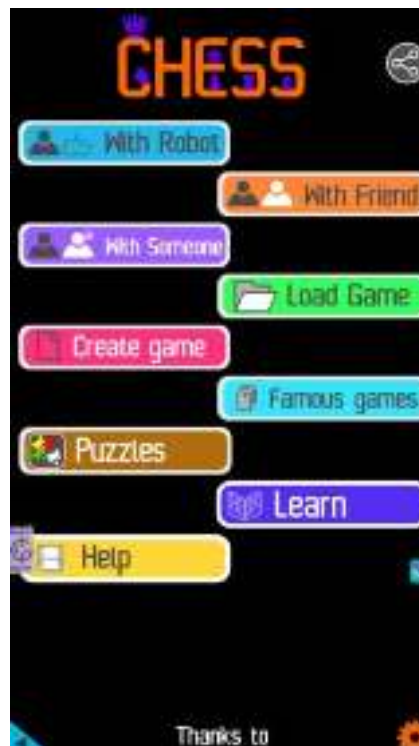 CHESS
With Robot
With Friend
With Someone
Load Game
Create game
Famous games
Puzzles
Learn
Help
Thanks to